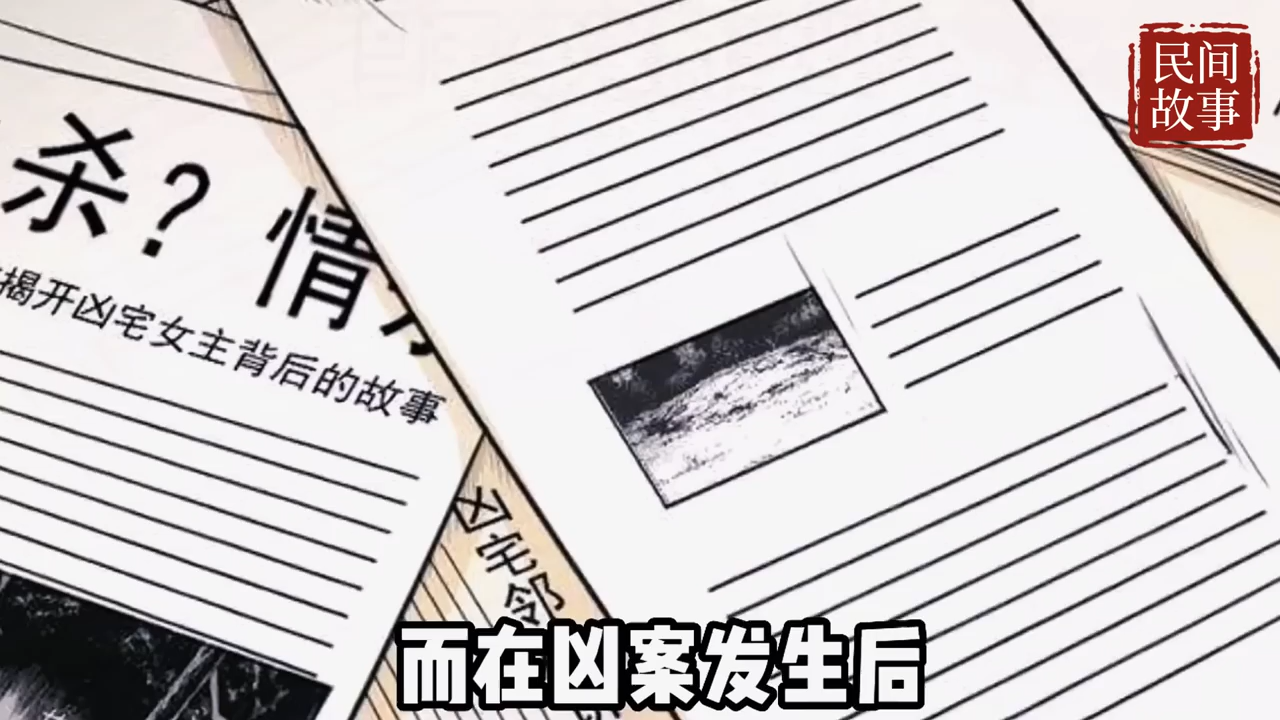 民间
故事
杀？情
揭开凶宅女主背后的故事
凶宅邻
而在凶案发生后